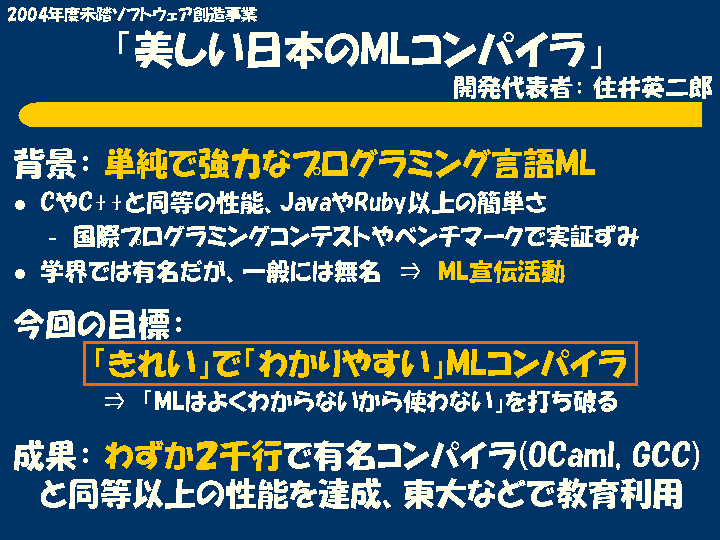 2004年度未踏ソフトウェア創造事業
「美しい日本のMLコンパイラ」
開発代表者：住井英二郎
背景：単純で強力なプログラミング言語ML
● CやC++と同等の性能、JavaやRuby以上の簡単さ
- 国際プログラミングコンテストやベンチマークで実証ずみ
● 学界では有名だが、一般には無名 ⇒ ML宣伝活動
今回の目標：
「きれい」で「わかりやすい」MLコンパイラ
⇒ 「MLはよくわからないから使わない」を打ち破る
成果：わずか２千行で有名コンパイラ(OCaml, GCC)
と同等以上の性能を達成、東大などで教育利用